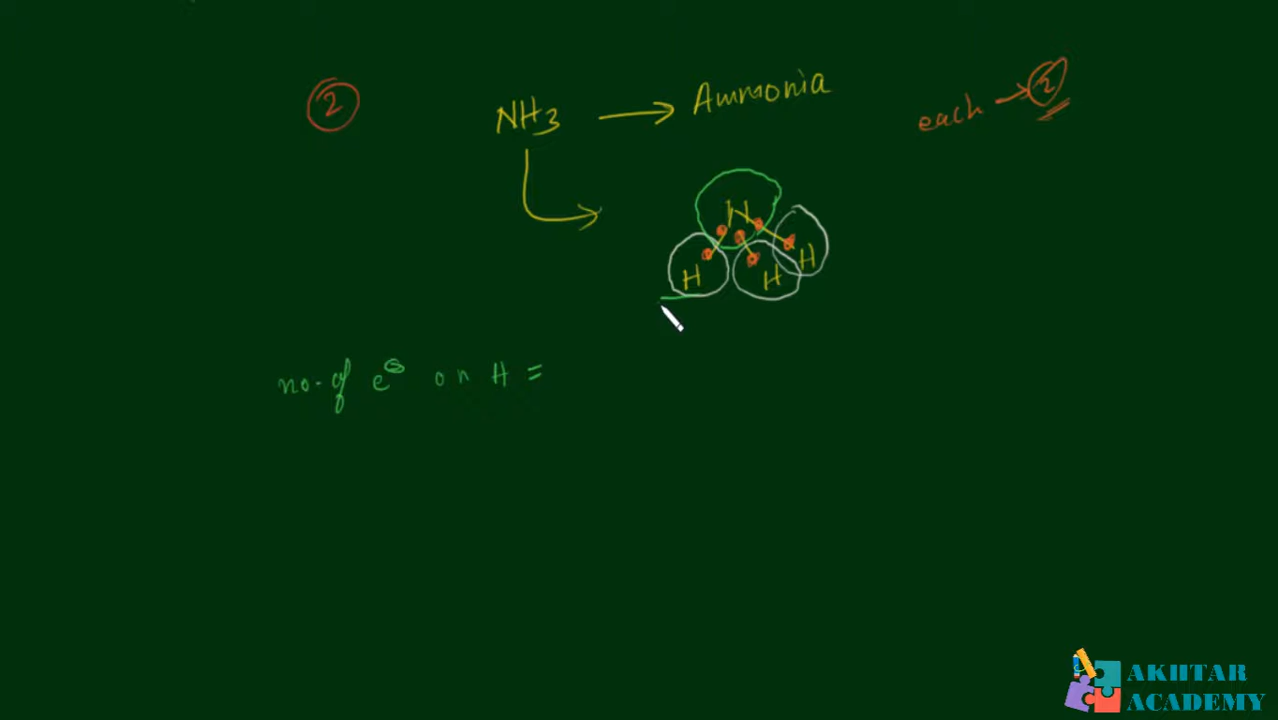 2 NH3 → Ammonia each → 2
N
H H H
no. of e⊖ on H =
AKHTAR
ACADEMY